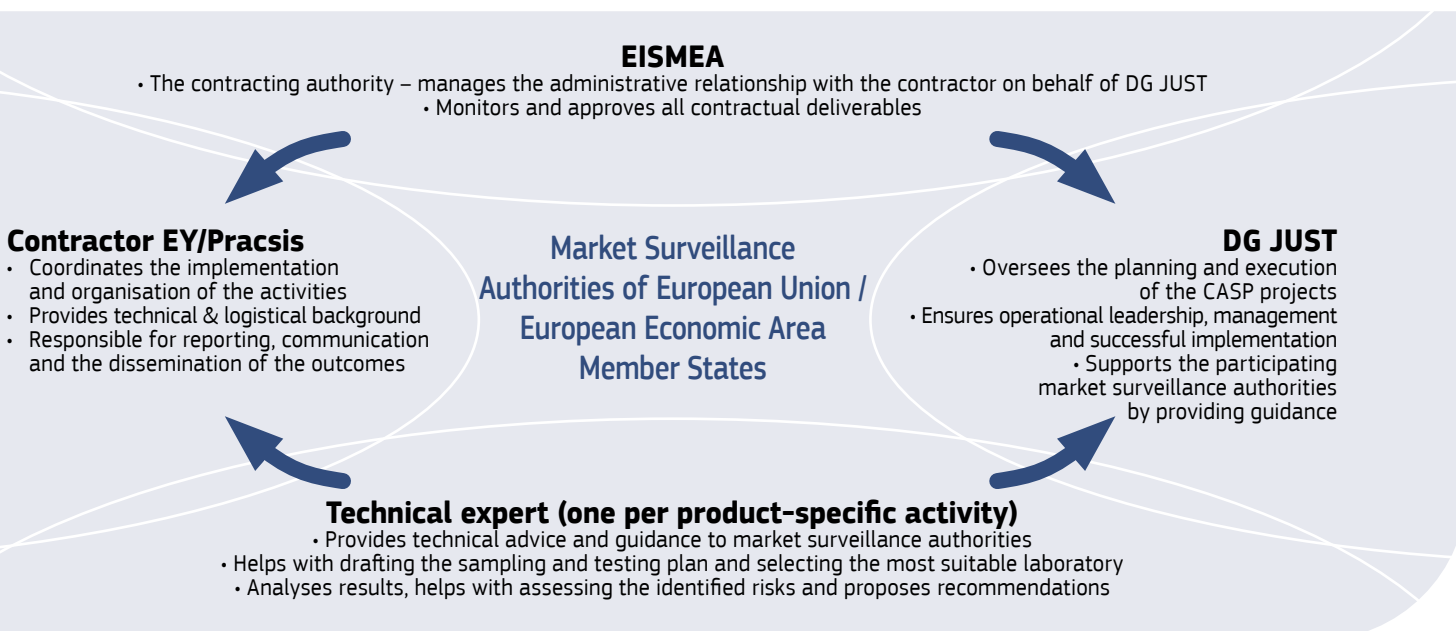 EISMEA
• The contracting authority – manages the administrative relationship with the contractor on behalf of DG JUST
• Monitors and approves all contractual deliverables
Contractor EY/Pracsis
• Coordinates the implementation
and organisation of the activities
• Provides technical & logistical background
• Responsible for reporting, communication
and the dissemination of the outcomes
Market Surveillance
Authorities of European Union /
European Economic Area
Member States
DG JUST
• Oversees the planning and execution
of the CASP projects
• Ensures operational leadership, management
and successful implementation
• Supports the participating
market surveillance authorities
by providing guidance
Technical expert (one per product-specific activity)
• Provides technical advice and guidance to market surveillance authorities
• Helps with drafting the sampling and testing plan and selecting the most suitable laboratory
• Analyses results, helps with assessing the identified risks and proposes recommendations